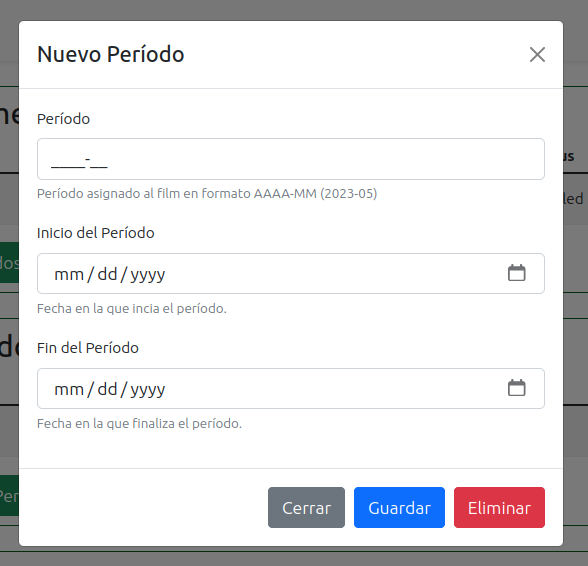 Nuevo Período
Período
____-__
Período asignado al film en formato AAAA-MM (2023-05)
Inicio del Período
mm/dd/yyyy
Fecha en la que incia el período.
Fin del Período
mm/dd/yyyy
Fecha en la que finaliza el período.
Cerrar Guardar Eliminar